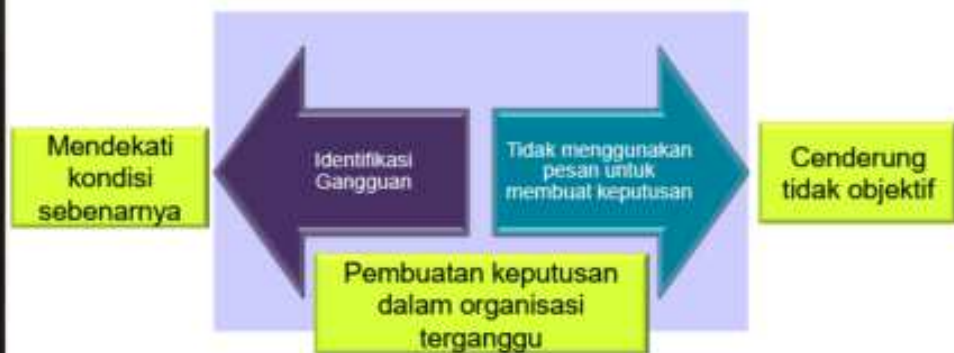 Mendekati
kondisi
sebenarnya
Identifikasi
Gangguan
Tidak menggunakan
pesan untuk
membuat keputusan
Cenderung
tidak objektif
Pembuatan keputusan
dalam organisasi
terganggu